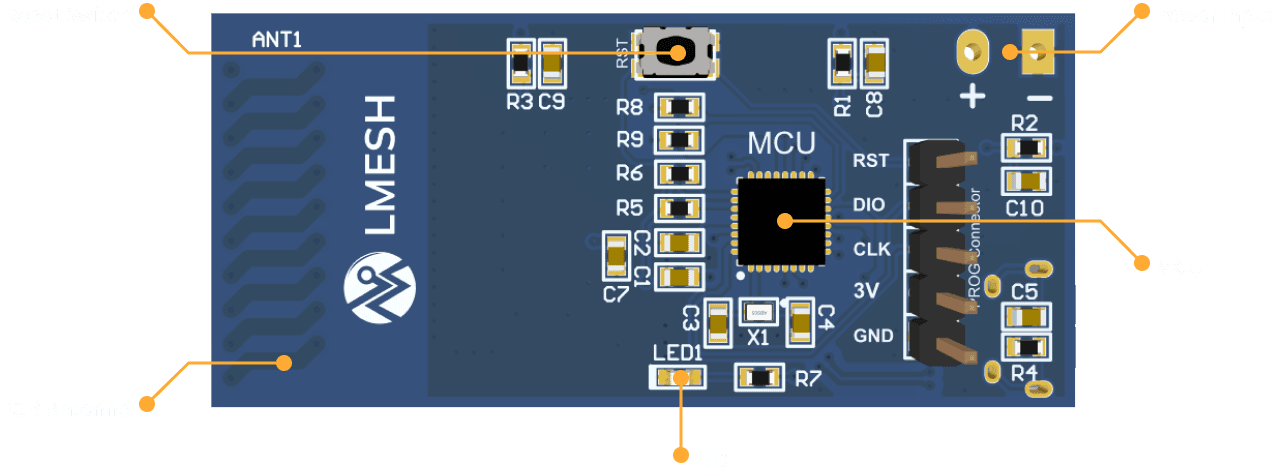 ANT1
LMESH
RST
R3
C9
R8
R9
R6
R5
C2
C1
C7
MCU
R1
C8
+
−
R2
C10
RST
DIO
CLK
3V
GND
PROG Connector
C3
X1
C4
LED1
R7
C5
R4